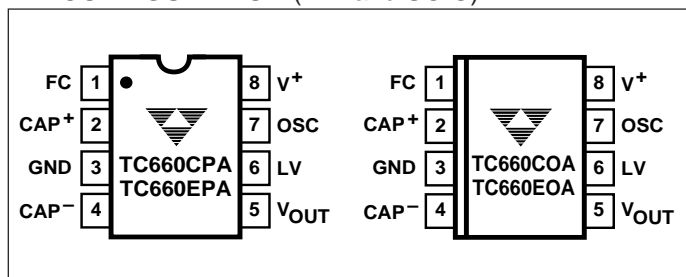 FC 1 8 V+
CAP+ 2 7 OSC
GND 3 TC660CPA 6 LV
TC660EPA
CAP− 4 5 VOUT
FC 1 8 V+
CAP+ 2 7 OSC
GND 3 TC660COA 6 LV
TC660EOA
CAP− 4 5 VOUT